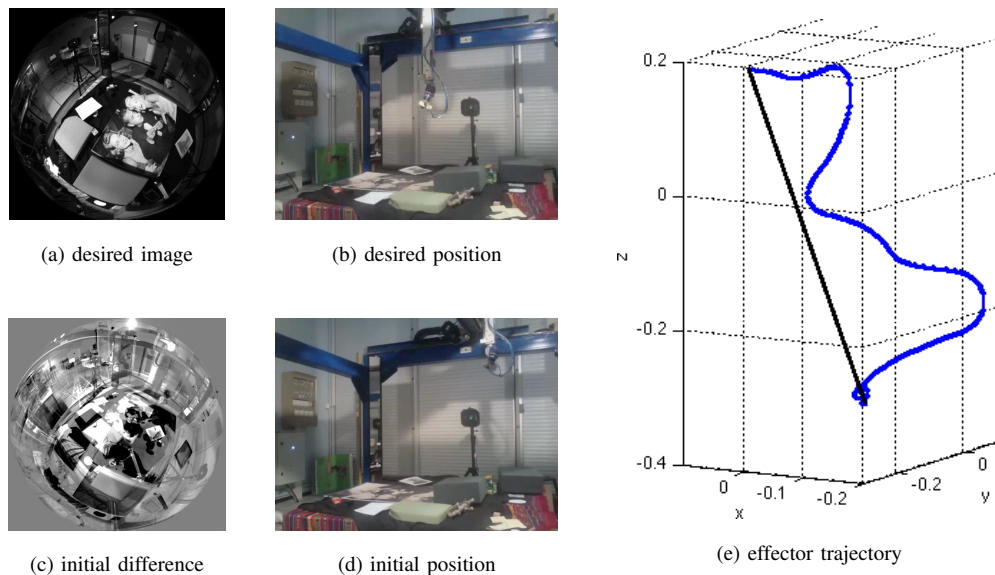 (a) desired image
(b) desired position
(c) initial difference
(d) initial position
0.2
0
-0.2
-0.4
z
0
-0.1
-0.2
x
-0.2
0
y
(e) effector trajectory